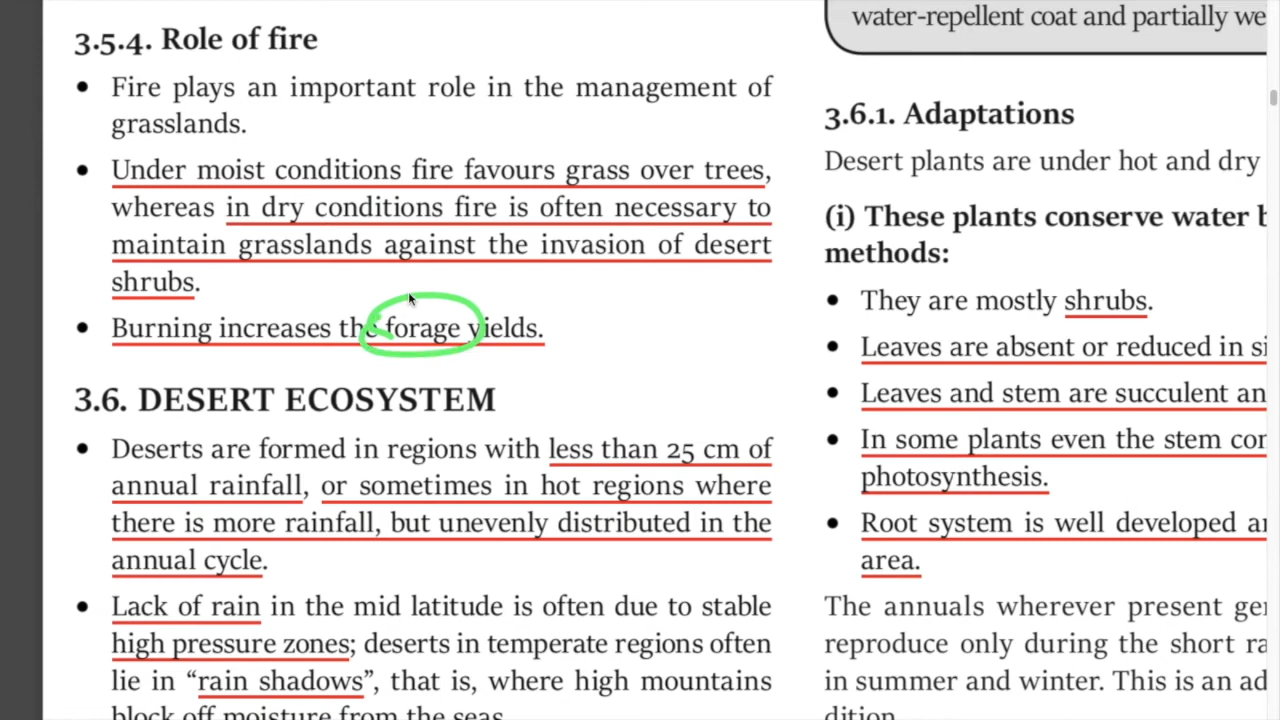 3.5.4. Role of fire
• Fire plays an important role in the management of
grasslands.
• Under moist conditions fire favours grass over trees,
whereas in dry conditions fire is often necessary to
maintain grasslands against the invasion of desert
shrubs.
• Burning increases the forage yields.
3.6. DESERT ECOSYSTEM
• Deserts are formed in regions with less than 25 cm of
annual rainfall, or sometimes in hot regions where
there is more rainfall, but unevenly distributed in the
annual cycle.
• Lack of rain in the mid latitude is often due to stable
high pressure zones; deserts in temperate regions often
lie in “rain shadows”, that is, where high mountains
block off moisture from the seas.
water-repellent coat and partially we
3.6.1. Adaptations
Desert plants are under hot and dry
(i) These plants conserve water b
methods:
• They are mostly shrubs.
• Leaves are absent or reduced in si
• Leaves and stem are succulent an
• In some plants even the stem con
photosynthesis.
• Root system is well developed
area.
The annuals wherever present ger
reproduce only during the short ra
in summer and winter. This is an ad
dition.